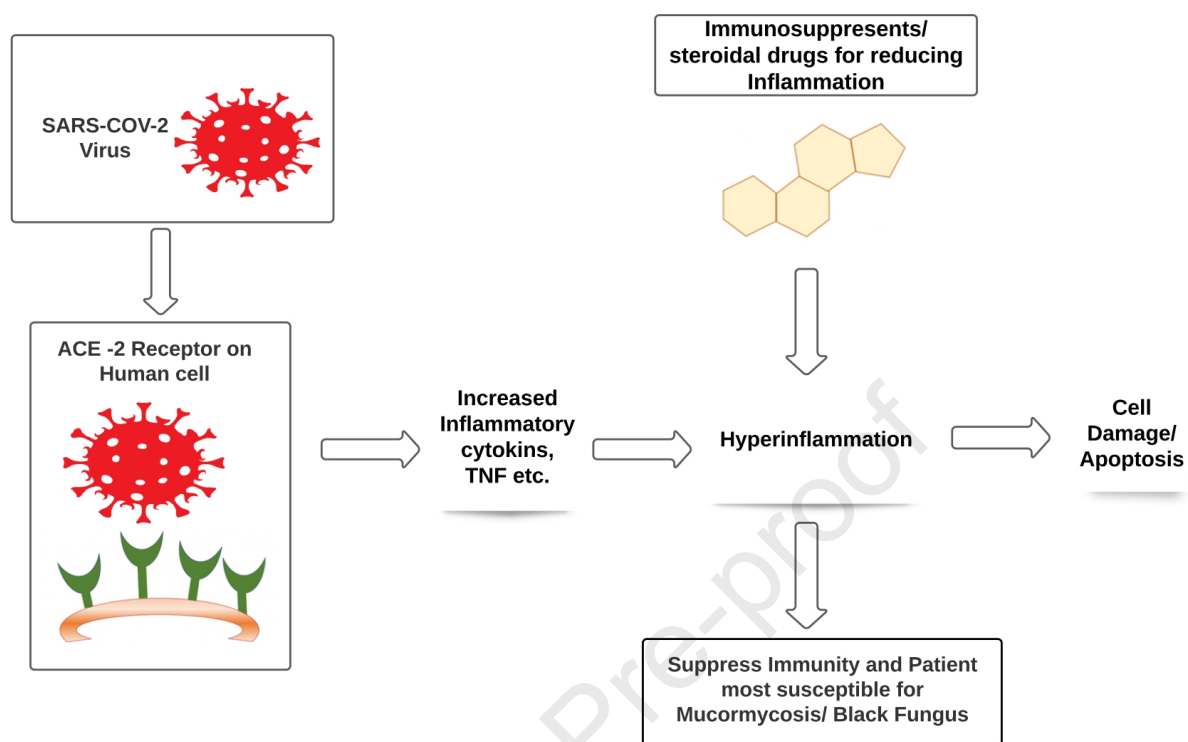 Immunosuppresents/
steroidal drugs for reducing
Inflammation
SARS-COV-2
Virus
ACE -2 Receptor on
Human cell
Increased
Inflammatory
cytokins,
TNF etc.
Hyperinflammation
Cell
Damage/
Apoptosis
Suppress Immunity and Patient
most susceptible for
Mucormycosis/ Black Fungus
Pre-proof